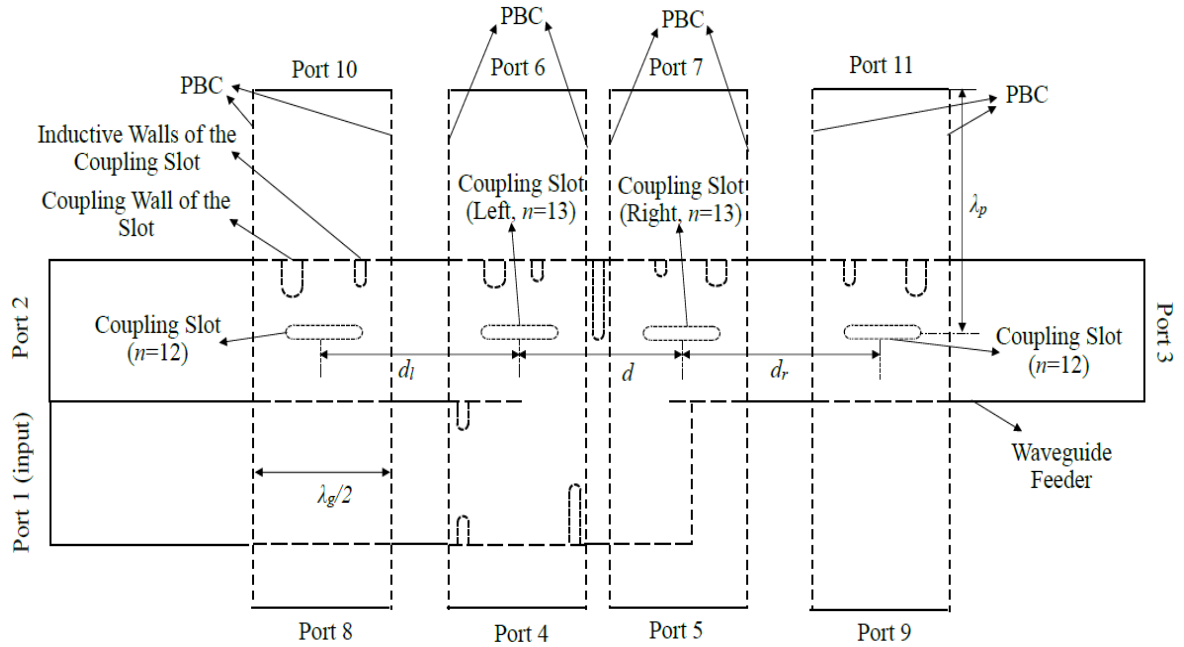 PBC
PBC
Port 10
Port 6
Port 7
Port 11
PBC
PBC
Inductive Walls of the
Coupling Slot
Coupling Wall of the
Slot
Coupling Slot
(Left, n=13)
Coupling Slot
(Right, n=13)
λp
Port 2
Coupling Slot
(n=12)
Coupling Slot
(n=12)
Port 3
dl
d
dr
Port 1 (input)
λg/2
Waveguide
Feeder
Port 8
Port 4
Port 5
Port 9